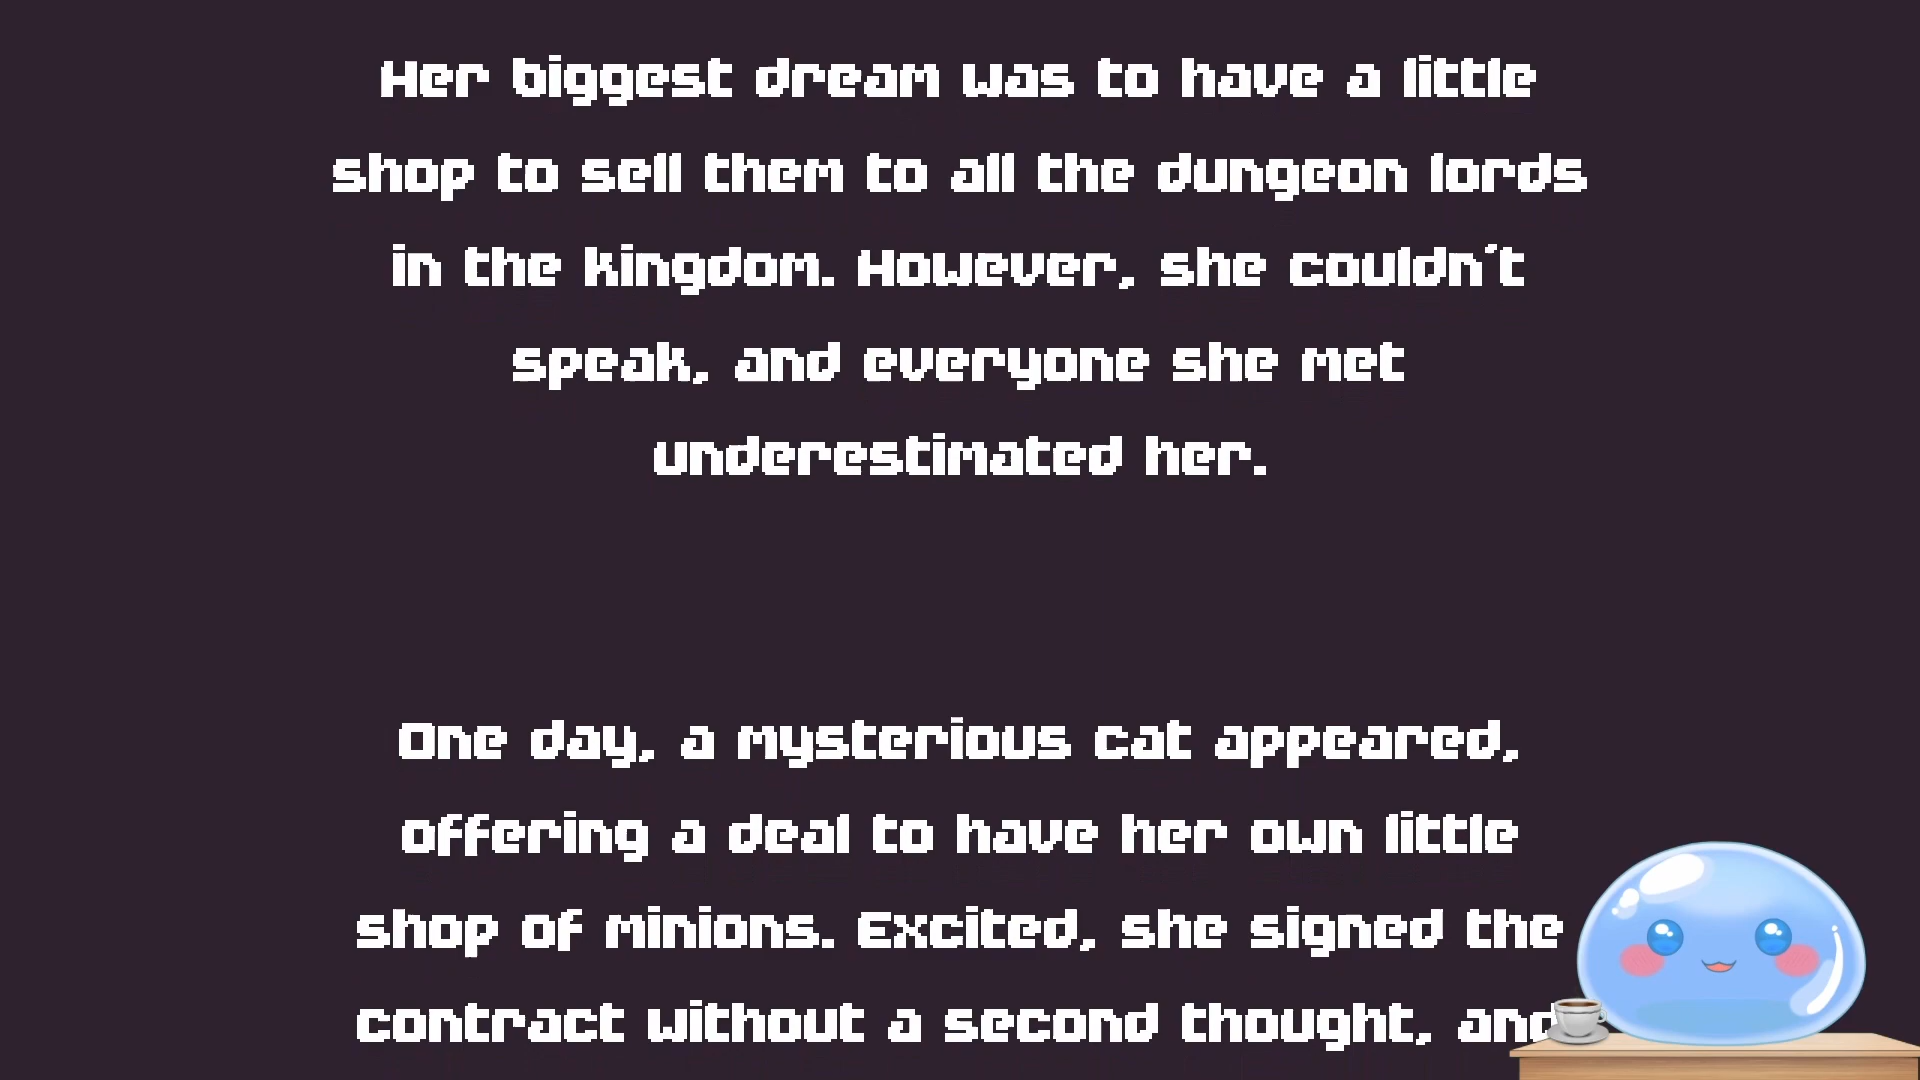 Her biggest dream was to have a little
shop to sell them to all the dungeon lords
in the kingdom. However, she couldn't
speak, and everyone she met
underestimated her.
One day, a mysterious cat appeared,
offering a deal to have her own little
shop of minions. Excited, she signed the
contract without a second thought, and